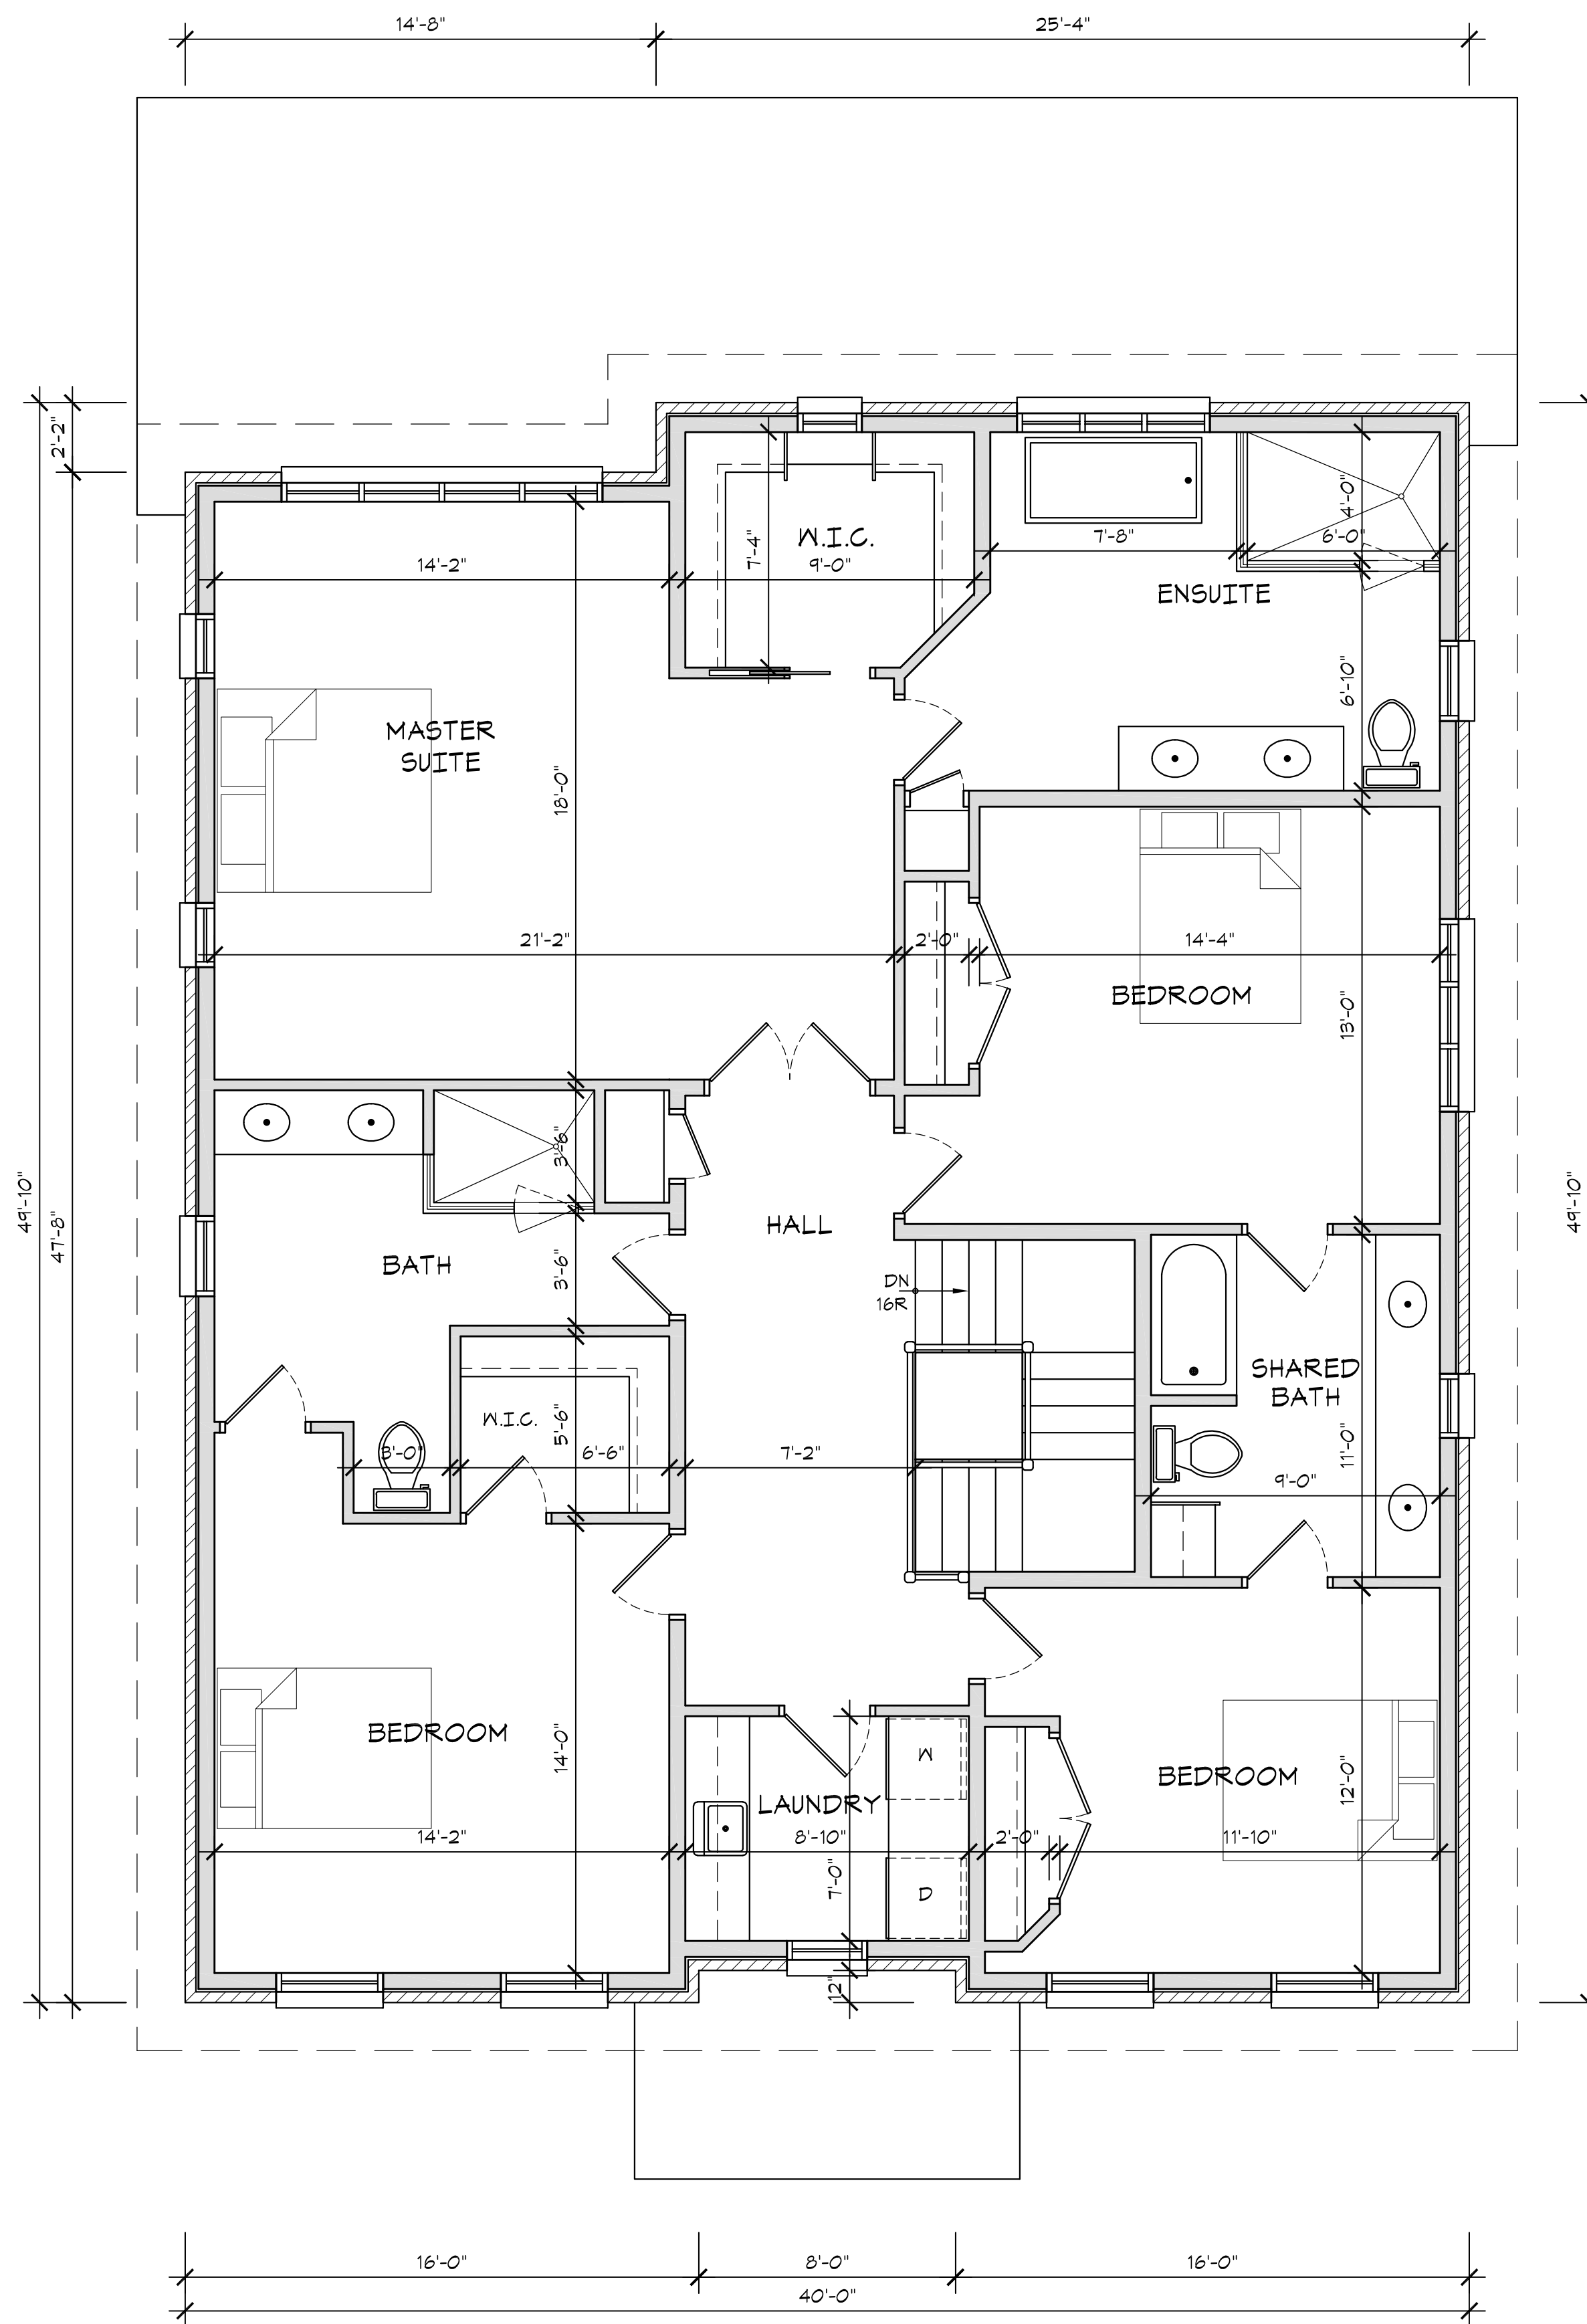 14'-8"
25'-4"
2'-2"
49'-10"
47'-8"
49'-10"
W.I.C.
9'-0"
7'-4"
14'-2"
7'-8"
4'-0"
6'-0"
ENSUITE
6'-10"
MASTER
SUITE
18'-0"
21'-2"
2'-0"
14'-4"
BEDROOM
13'-0"
3'-6"
HALL
BATH
3'-6"
DN
16R
SHARED
BATH
W.I.C.
5'-6"
3'-0"
6'-6"
7'-2"
11'-0"
9'-0"
BEDROOM
14'-0"
W
LAUNDRY
BEDROOM
12'-0"
14'-2"
8'-10"
2'-0"
11'-10"
7'-0"
D
12"
16'-0"
8'-0"
16'-0"
40'-0"